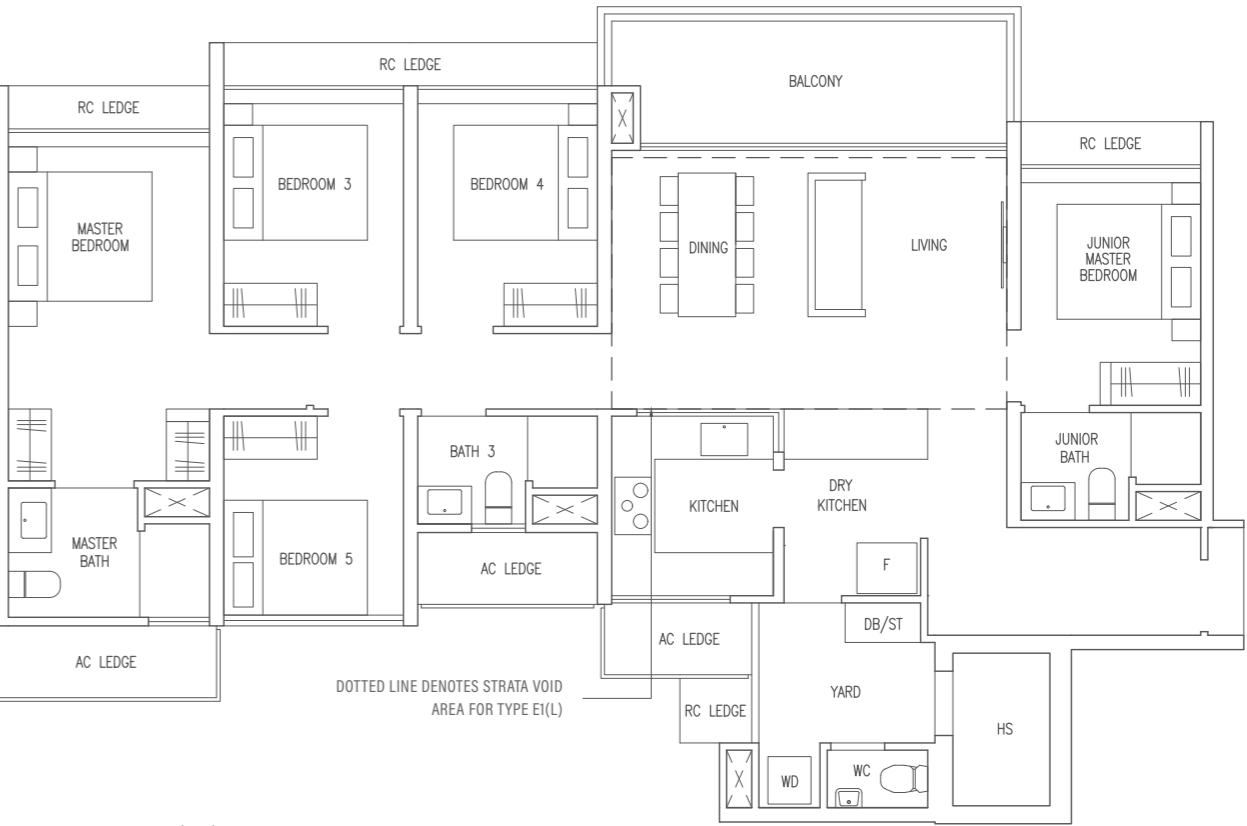 RC LEDGE
BALCONY
RC LEDGE
RC LEDGE
BEDROOM 3
BEDROOM 4
MASTER
BEDROOM
DINING
LIVING
JUNIOR
MASTER
BEDROOM
BATH 3
JUNIOR
BATH
KITCHEN
DRY
KITCHEN
MASTER
BATH
BEDROOM 5
AC LEDGE
F
DB/ST
AC LEDGE
AC LEDGE
DOTTED LINE DENOTES STRATA VOID
AREA FOR TYPE E1(L)
YARD
RC LEDGE
HS
WD
WC